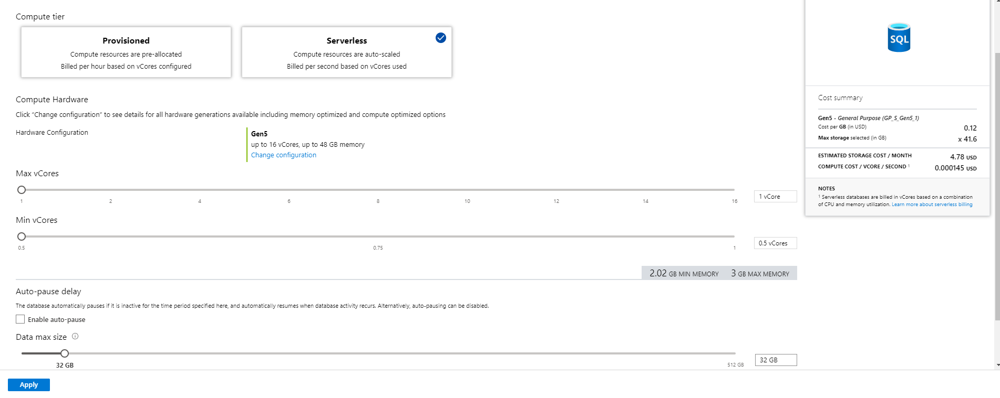 Compute tier
Provisioned
Compute resources are pre-allocated
Billed per hour based on vCores configured
Serverless
Compute resources are auto-scaled
Billed per second based on vCores used
Compute Hardware
Click “Change configuration” to see details for all hardware generations available including memory optimized and compute optimized options
Hardware Configuration
Gen5
up to 16 vCores, up to 48 GB memory
Change configuration
Max vCores
1 2 4 6 8 10 12 14 16
1 vCore
Min vCores
0.5 0.75 1
0.5 vCores
2.02 GB MIN MEMORY 3 GB MAX MEMORY
Auto-pause delay
The database automatically pauses if it is inactive for the time period specified here, and automatically resumes when database activity recurs. Alternatively, auto-pausing can be disabled.
Enable auto-pause
Data max size
32 GB 512 GB
32 GB
Apply
SQL
Cost summary
Gen5 - General Purpose (GP_S_Gen5_1)
Cost per GB (in USD) 0.12
Max storage selected (in GB) x 41.6
ESTIMATED STORAGE COST / MONTH 4.78 USD
COMPUTE COST / VCORE / SECOND ¹ 0.000145 USD
NOTES
¹ Serverless databases are billed in vCores based on a combination
of CPU and memory utilization. Learn more about serverless billing